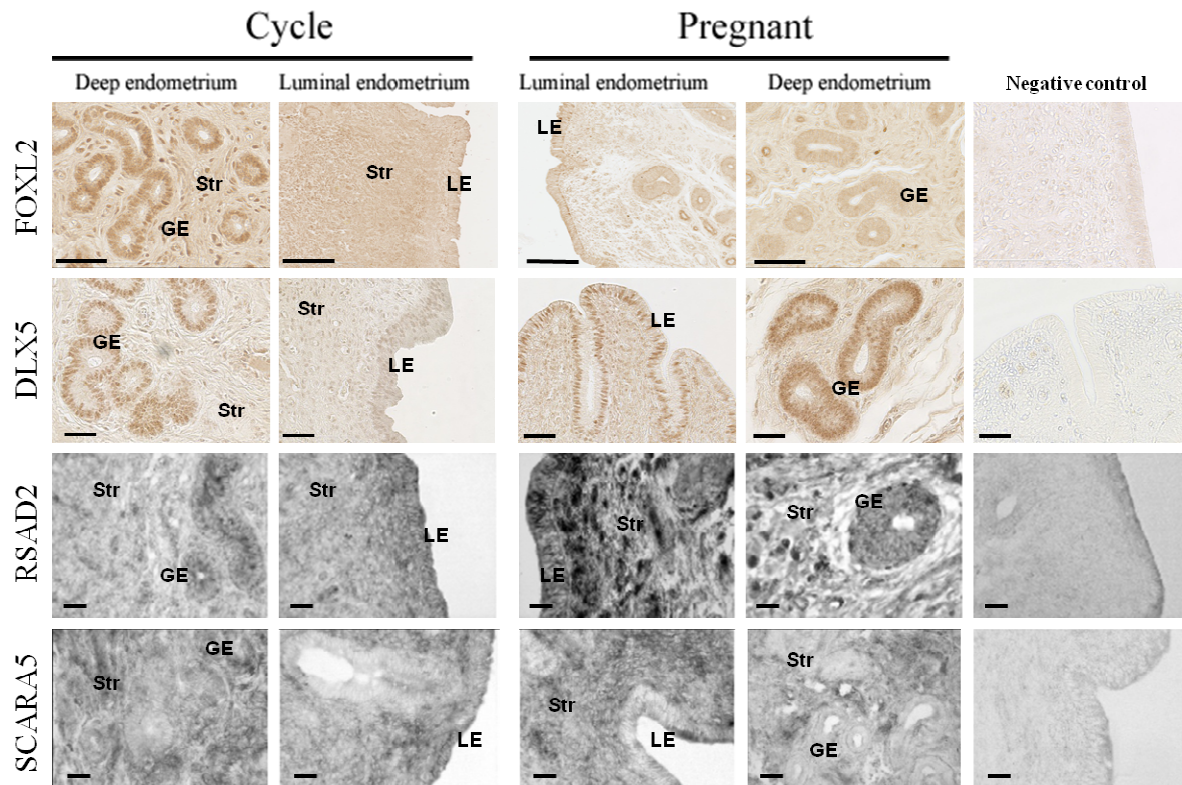 Cycle
Pregnant
Deep endometrium
Luminal endometrium
Luminal endometrium
Deep endometrium
Negative control
FOXL2
Str
GE
Str
LE
LE
GE
DLX5
GE
Str
Str
LE
LE
GE
RSAD2
Str
GE
Str
LE
Str
LE
Str
GE
SCARA5
Str
GE
LE
Str
LE
Str
GE